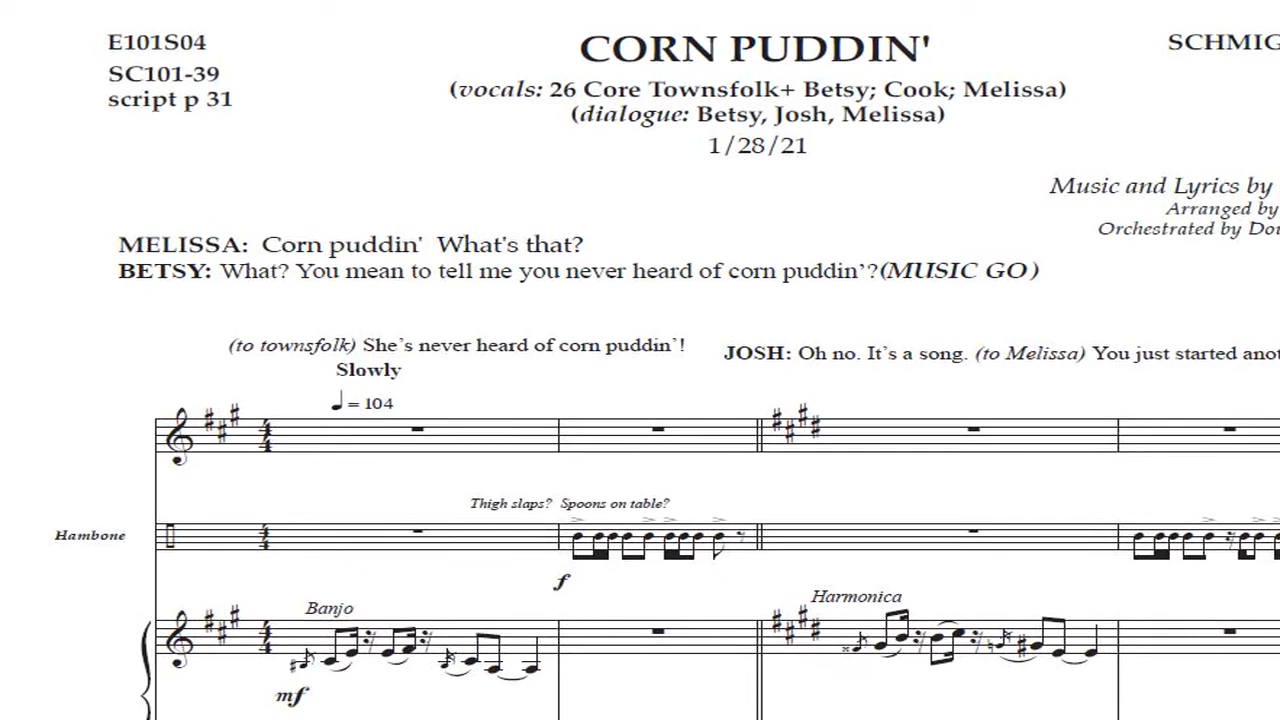 E101S04
CORN PUDDIN'
SCHMIG
SC101-39
(vocals: 26 Core Townsfolk+ Betsy; Cook; Melissa)
script p 31
(dialogue: Betsy, Josh, Melissa)
1/28/21
Music and Lyrics by
Arranged by
Orchestrated by Dou
MELISSA: Corn puddin' What's that?
BETSY: What? You mean to tell me you never heard of corn puddin'?(MUSIC GO)
(to townsfolk) She's never heard of corn puddin'!
JOSH: Oh no. It's a song. (to Melissa) You just started anot
Slowly
= 104
Thigh slaps? Spoons on table?
Hambone
f
Banjo
Harmonica
mf